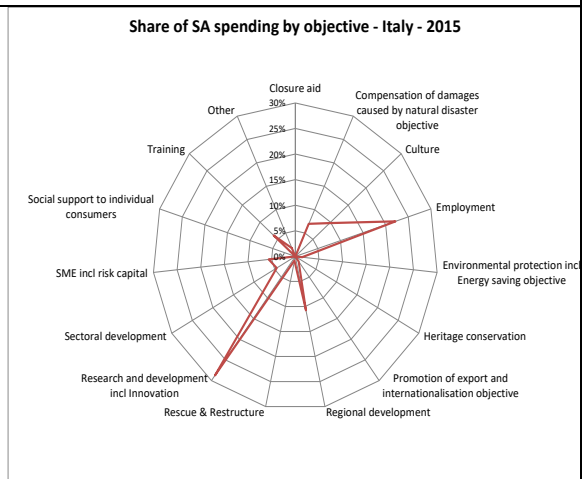 Share of SA spending by objective - Italy - 2015
Closure aid
Compensation of damages
caused by natural disaster
objective
Culture
Employment
Environmental protection incl
Energy saving objective
Heritage conservation
Promotion of export and
internationalisation objective
Regional development
Rescue & Restructure
Research and development
incl Innovation
Sectoral development
SME incl risk capital
Social support to individual
consumers
Training
Other
30%
25%
20%
15%
10%
5%
0%